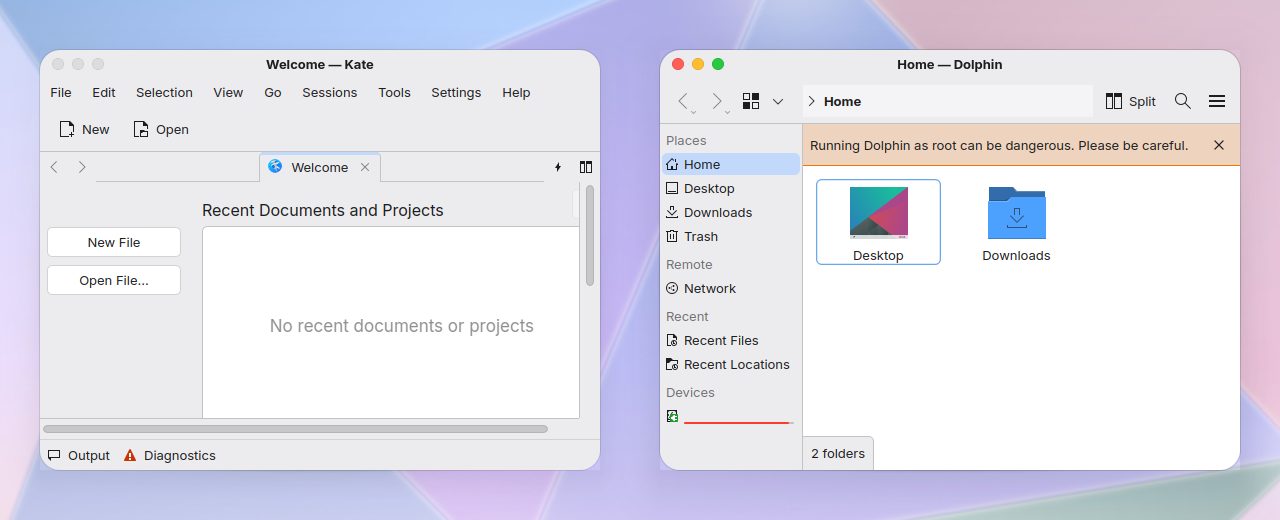 Welcome — Kate
File Edit Selection View Go Sessions Tools Settings Help
New Open
Welcome
Recent Documents and Projects
New File
Open File...
No recent documents or projects
Output Diagnostics
Home — Dolphin
Home Split
Places
Home
Desktop
Downloads
Trash
Remote
Network
Recent
Recent Files
Recent Locations
Devices
Running Dolphin as root can be dangerous. Please be careful.
Desktop Downloads
2 folders